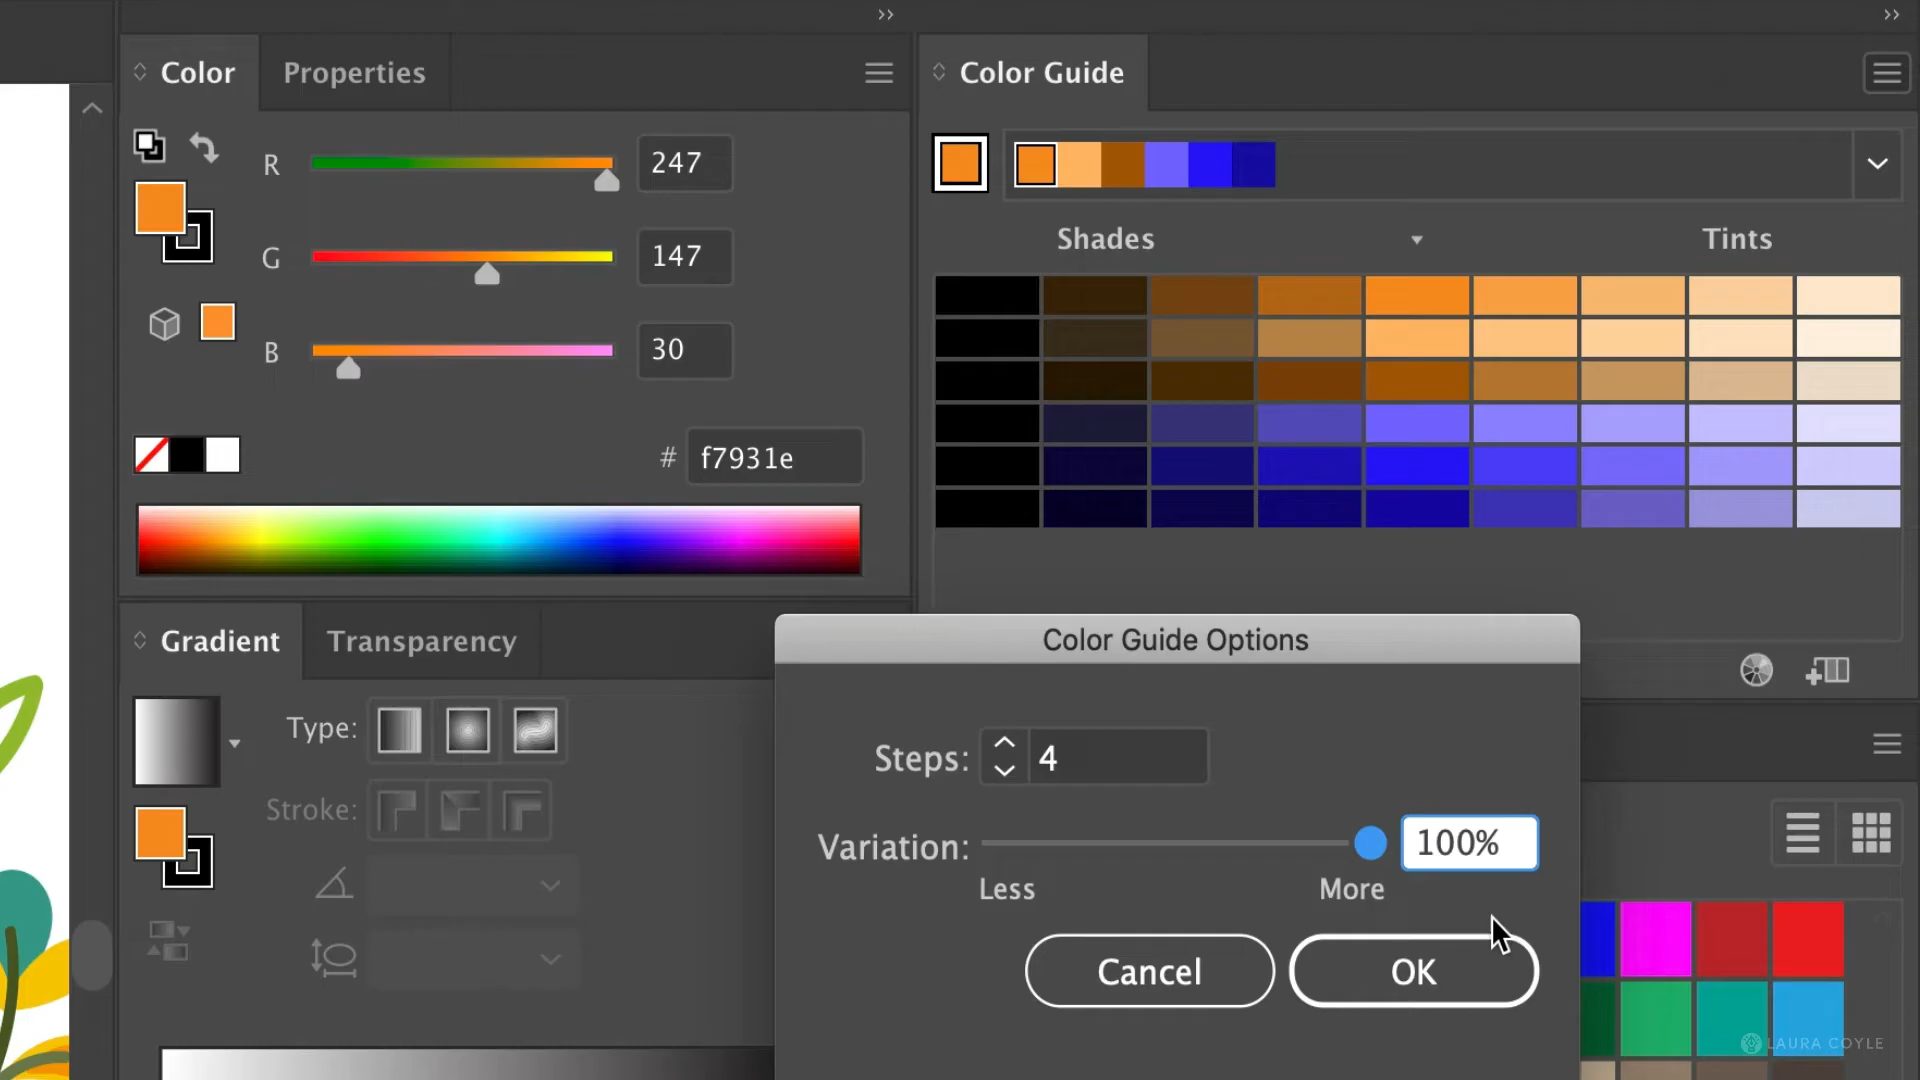 Color Properties
Color Guide
R 247
G 147
B 30
# f7931e
Shades Tints
Gradient Transparency
Type:
Stroke:
Color Guide Options
Steps: 4
Variation: 100%
Less More
Cancel OK
LAURA COYLE